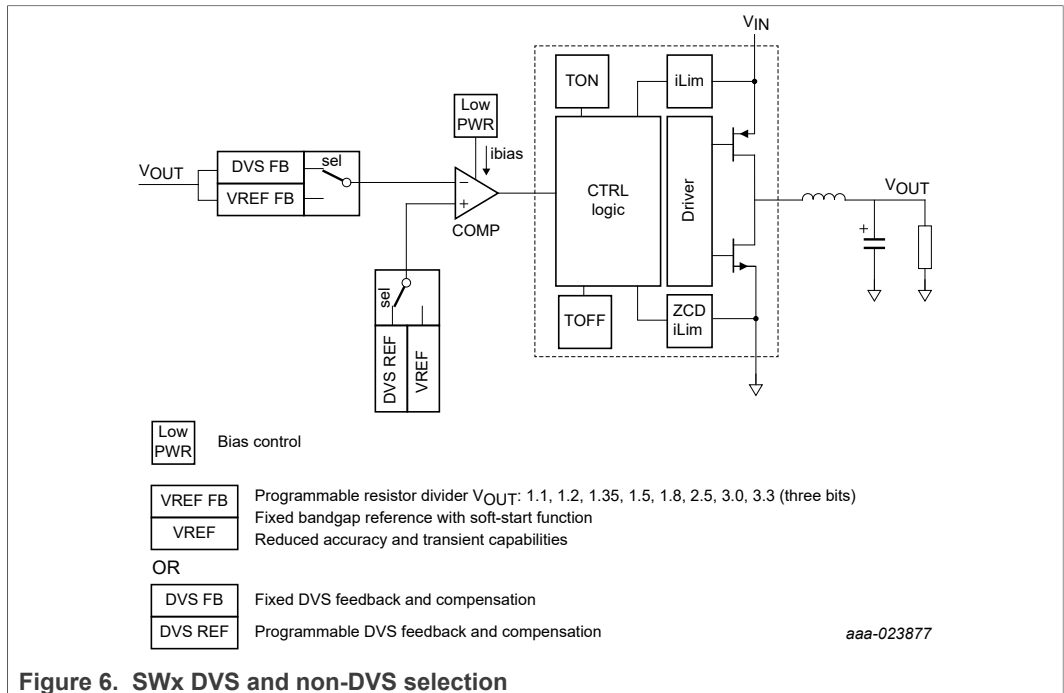 VIN
TON
iLim
Low
PWR
ibias
VOUT
DVS FB
sel
VREF FB
COMP
CTRL
logic
Driver
VOUT
+
−
+
sel
DVS REF
VREF
TOFF
ZCD
iLim
Low
PWR
Bias control
VREF FB
Programmable resistor divider VOUT: 1.1, 1.2, 1.35, 1.5, 1.8, 2.5, 3.0, 3.3 (three bits)
Fixed bandgap reference with soft-start function
VREF
Reduced accuracy and transient capabilities
OR
DVS FB
Fixed DVS feedback and compensation
DVS REF
Programmable DVS feedback and compensation
aaa-023877
Figure 6. SWx DVS and non-DVS selection